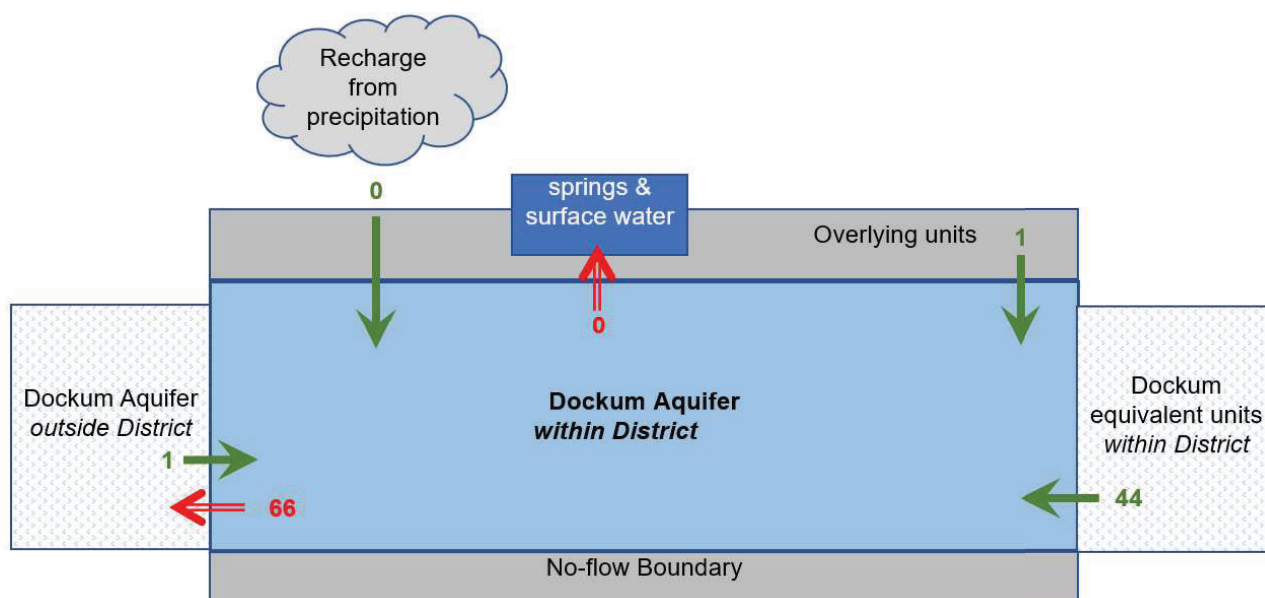 Recharge
from
precipitation
0
springs &
surface water
Overlying units
1
0
Dockum Aquifer
outside District
Dockum Aquifer
within District
Dockum
equivalent units
within District
1
66
44
No-flow Boundary